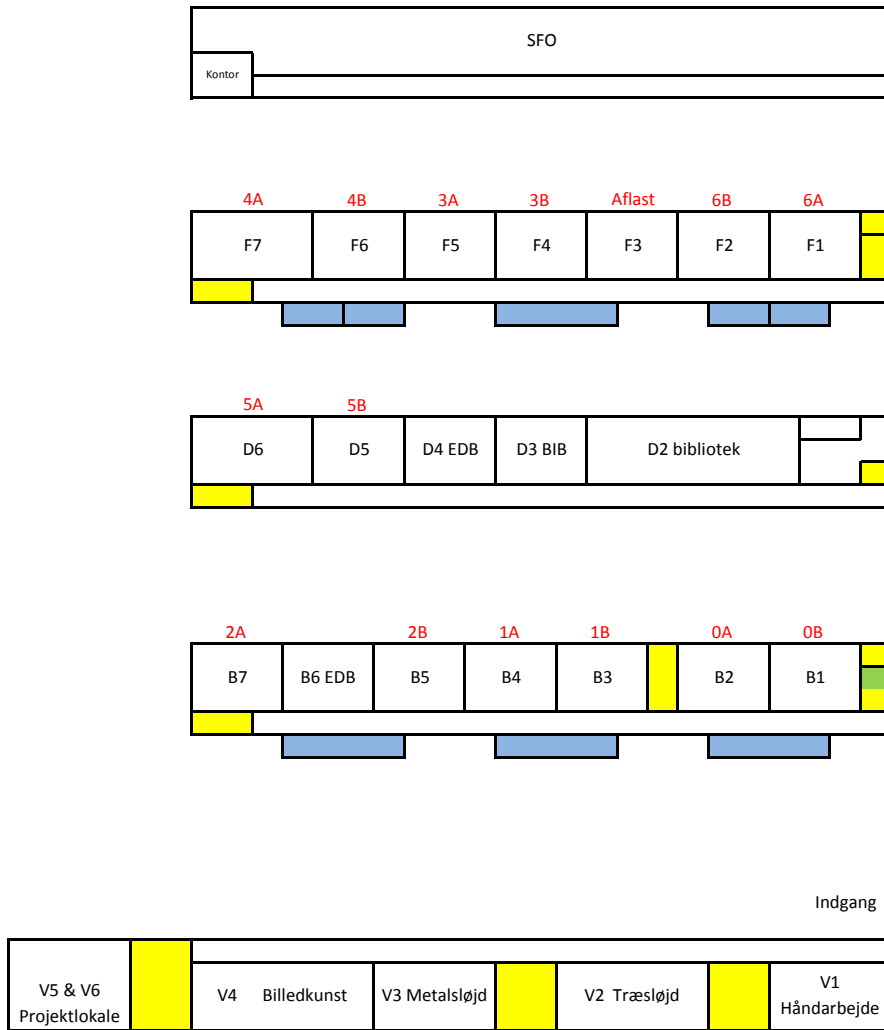 SFO
Kontor
4A 4B 3A 3B Aflast 6B 6A
F7 F6 F5 F4 F3 F2 F1
5A 5B
D6 D5 D4 EDB D3 BIB D2 bibliotek
2A 2B 1A 1B 0A 0B
B7 B6 EDB B5 B4 B3 B2 B1
Indgang
V5 & V6
Projektlokale
V4 Billedkunst V3 Metalsløjd V2 Træsløjd
V1
Håndarbejde